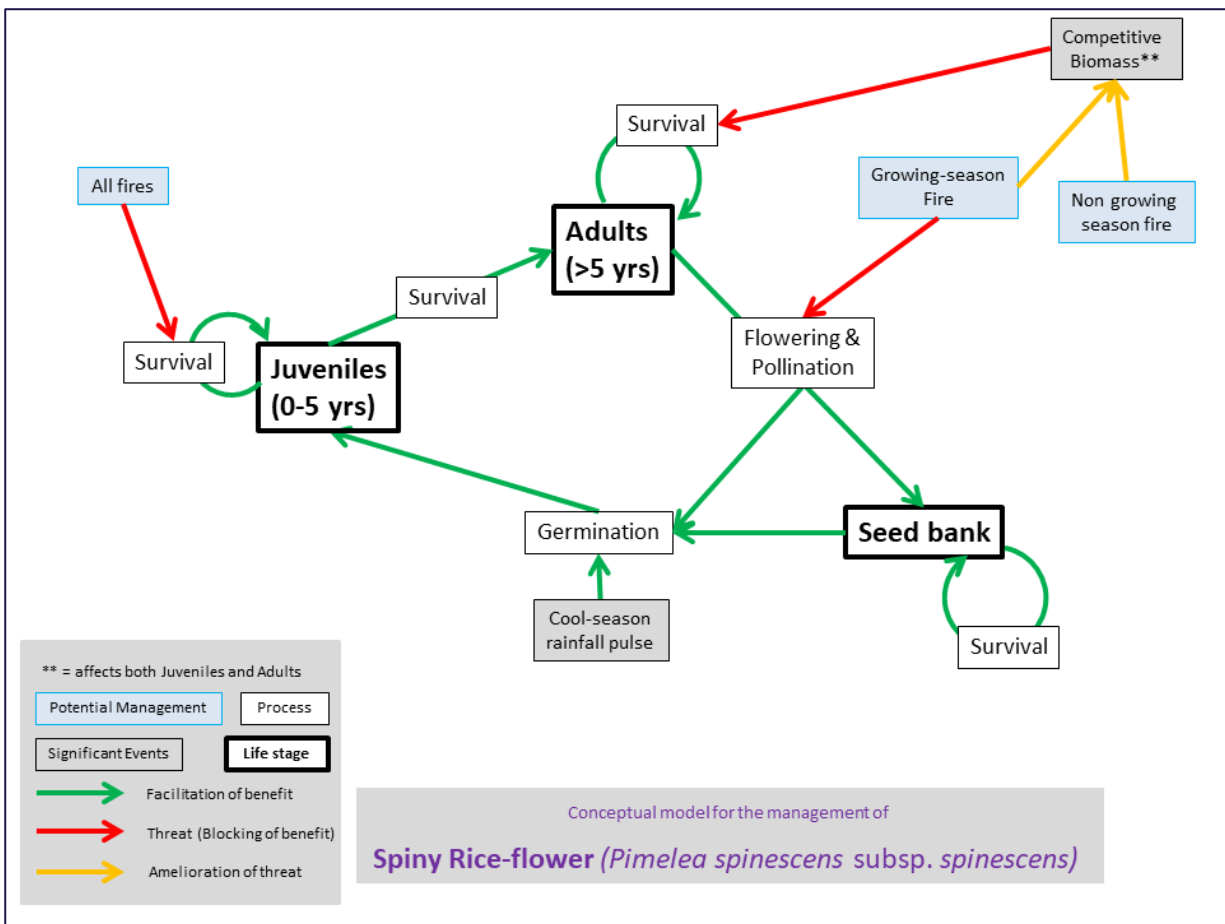 Competitive
Biomass**
Survival
All fires
Growing-season
Fire
Non growing
season fire
Adults
(>5 yrs)
Survival
Flowering &
Pollination
Survival
Juveniles
(0-5 yrs)
Germination
Seed bank
Cool-season
rainfall pulse
Survival
** = affects both Juveniles and Adults
Potential Management
Process
Significant Events
Life stage
Facilitation of benefit
Threat (Blocking of benefit)
Amelioration of threat
Conceptual model for the management of
Spiny Rice-flower (Pimelea spinescens subsp. spinescens)